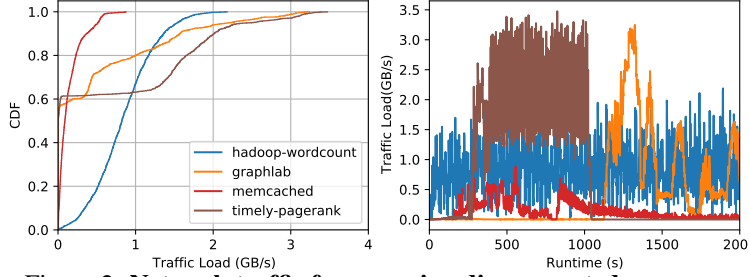 1.0
0.8
0.6
0.4
0.2
0.0
CDF
0 1 2 3 4
Traffic Load (GB/s)
hadoop-wordcount
graphlab
memcached
timely-pagerank
3.5
3.0
2.5
2.0
1.5
1.0
0.5
0.0
Traffic Load(GB/s)
0 500 1000 1500 2000
Runtime (s)